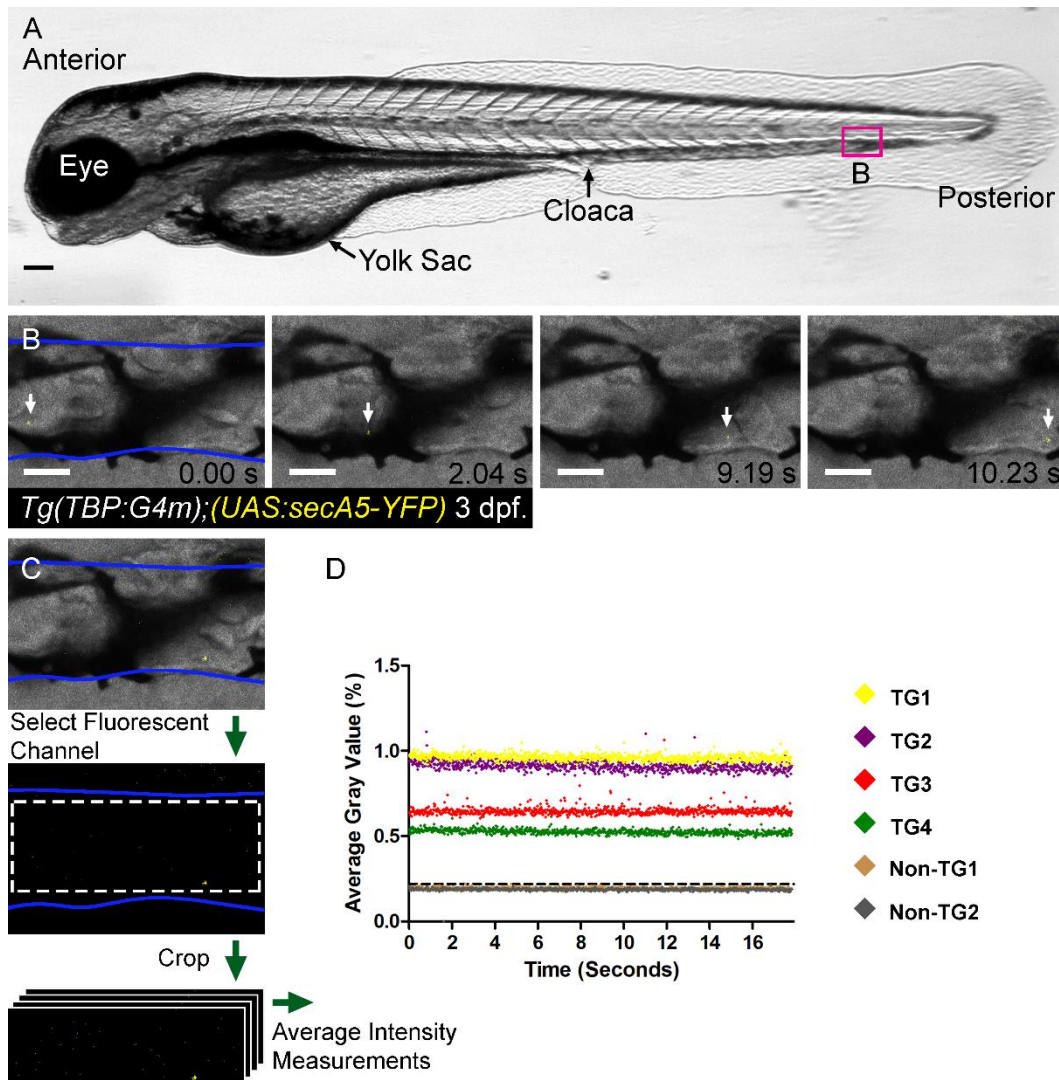 A
Anterior
Eye
Cloaca
Yolk Sac
B
Posterior
B
0.00 s
2.04 s
9.19 s
10.23 s
Tg(TBP:G4m);(UAS:secA5-YFP) 3 dpf.
C
Select Fluorescent
Channel
Crop
Average Intensity
Measurements
D
Average Gray Value (%)
1.5
1.0
0.5
0.0
0 2 4 6 8 10 12 14 16
Time (Seconds)
TG1
TG2
TG3
TG4
Non-TG1
Non-TG2